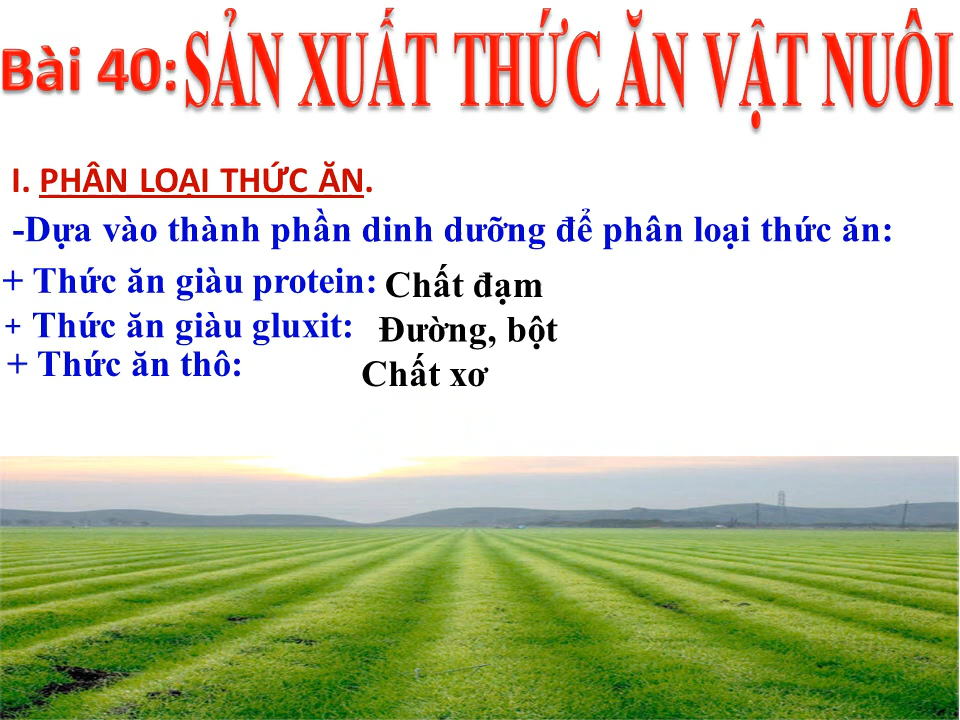 Bài 40: SẢN XUẤT THỨC ĂN VẬT NUÔI
I. PHÂN LOẠI THỨC ĂN.
-Dựa vào thành phần dinh dưỡng để phân loại thức ăn:
+ Thức ăn giàu protein: Chất đạm
+ Thức ăn giàu gluxit: Đường, bột
+ Thức ăn thô: Chất xơ